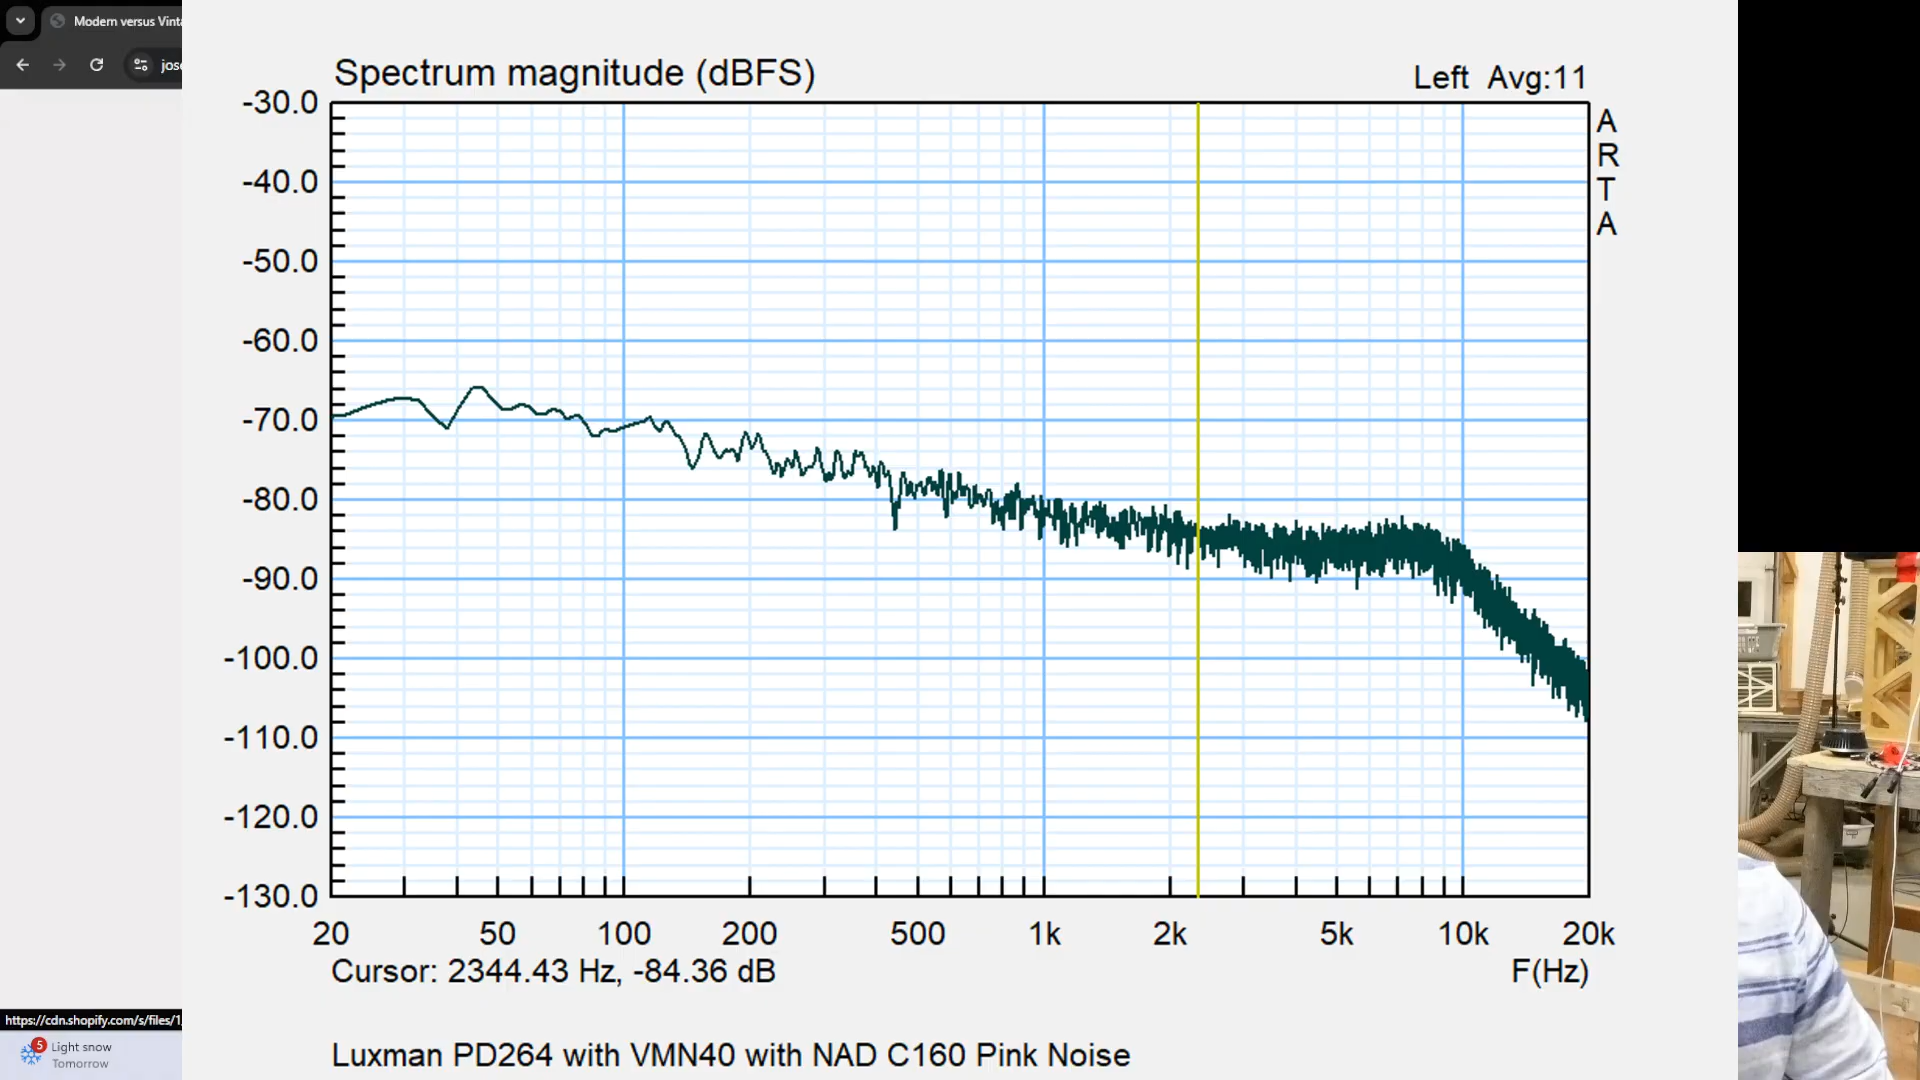 Modern versus Vinta
jose
Spectrum magnitude (dBFS)
Left Avg:11
A
R
T
A
-30.0
-40.0
-50.0
-60.0
-70.0
-80.0
-90.0
-100.0
-110.0
-120.0
-130.0
20 50 100 200 500 1k 2k 5k 10k 20k
Cursor: 2344.43 Hz, -84.36 dB
F(Hz)
Luxman PD264 with VMN40 with NAD C160 Pink Noise
https://cdn.shopify.com/s/files/1
5
Light snow
Tomorrow